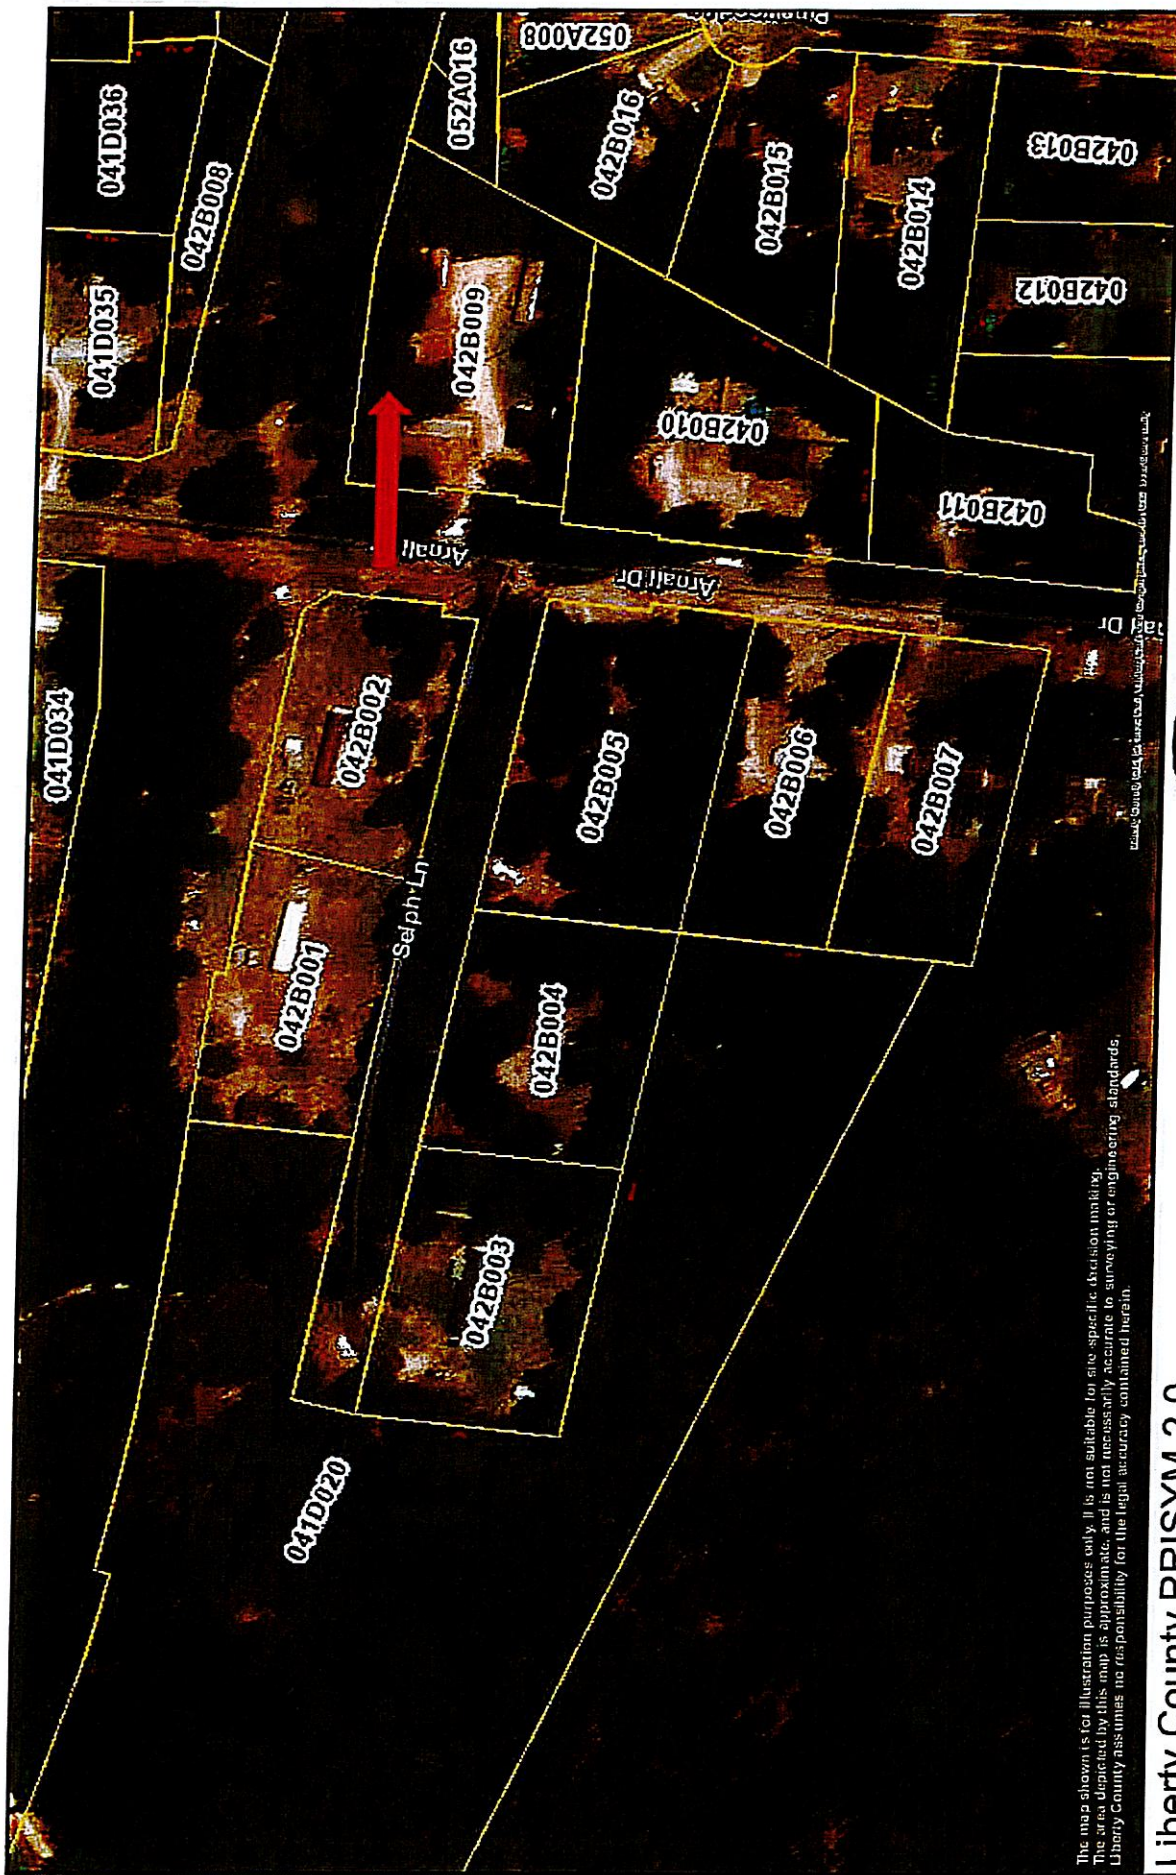 041D036
052A016
052A008
042B008
042B016
042B013
041D035
042B009
042B015
042B014
042B012
042B010
042B011
Arnall
Arnall Dr
Dr
041D034
042B002
042B005
042B006
042B007
Selph Ln
042B001
042B004
042B003
041D020
The map shown is for illustration purposes only. It is not suitable for site-specific decision making.
The area depicted by this map is approximate, and is not necessarily accurate to surveying or engineering standards.
Liberty County assumes no responsibility for the legal accuracy contained herein.
Liberty County